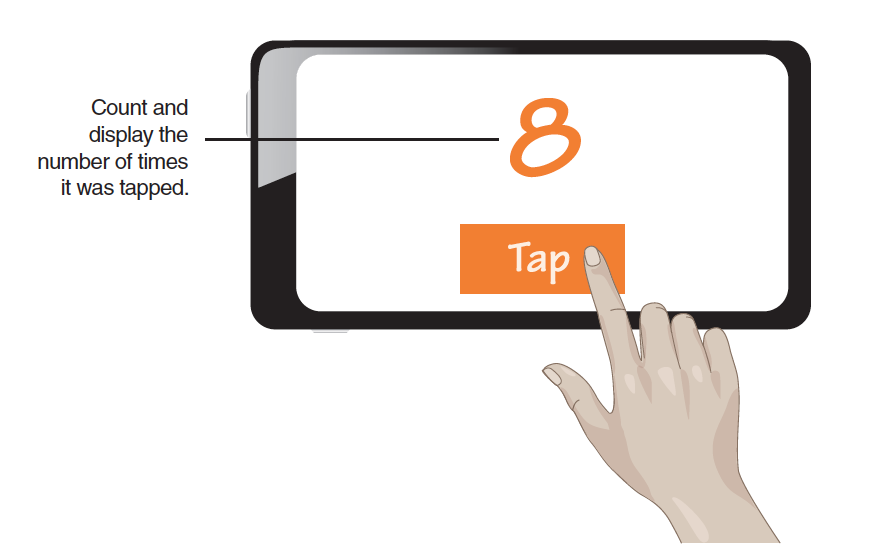 Count and
display the
number of times
it was tapped.
8
Tap